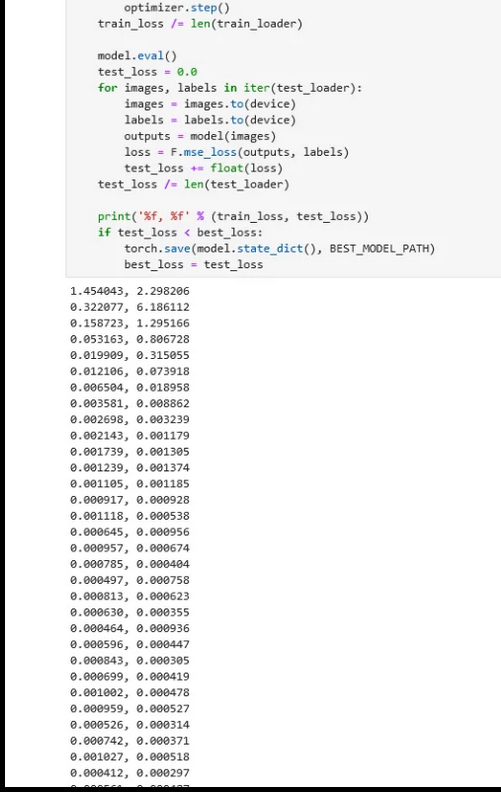 optimizer.step()
train_loss /= len(train_loader)
model.eval()
test_loss = 0.0
for images, labels in iter(test_loader):
images = images.to(device)
labels = labels.to(device)
outputs = model(images)
loss = F.mse_loss(outputs, labels)
test_loss += float(loss)
test_loss /= len(test_loader)
print('%f, %f' % (train_loss, test_loss))
if test_loss < best_loss:
torch.save(model.state_dict(), BEST_MODEL_PATH)
best_loss = test_loss
1.454043, 2.298206
0.322077, 6.186112
0.158723, 1.295166
0.053163, 0.806728
0.019909, 0.315055
0.012106, 0.073918
0.006504, 0.018958
0.003581, 0.008862
0.002698, 0.003239
0.002143, 0.001179
0.001739, 0.001305
0.001239, 0.001374
0.001105, 0.001185
0.000917, 0.000928
0.001118, 0.000538
0.000645, 0.000956
0.000957, 0.000674
0.000785, 0.000404
0.000497, 0.000758
0.000813, 0.000623
0.000630, 0.000355
0.000464, 0.000936
0.000596, 0.000447
0.000843, 0.000305
0.000699, 0.000419
0.001002, 0.000478
0.000959, 0.000527
0.000526, 0.000314
0.000742, 0.000371
0.001027, 0.000518
0.000412, 0.000297